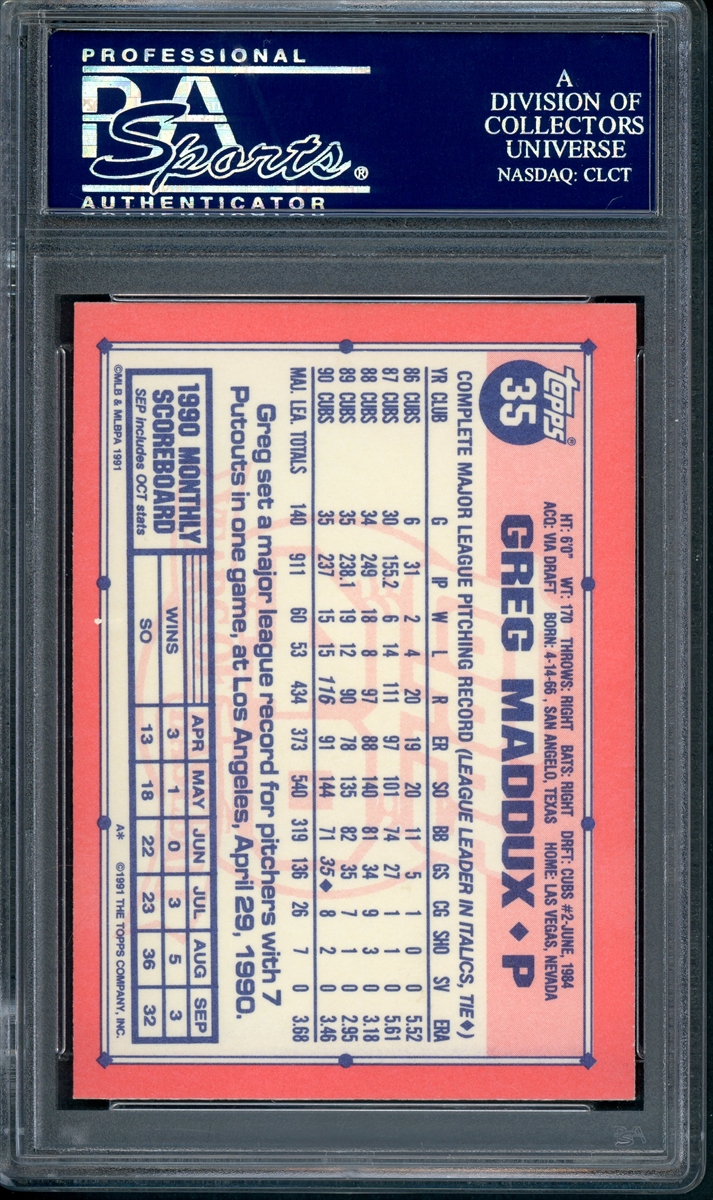 PROFESSIONAL
PSA
Sports®
AUTHENTICATOR
A
DIVISION OF
COLLECTORS
UNIVERSE
NASDAQ: CLCT
topps®
35
HT: 6'0" WT: 170 THROWS: RIGHT BATS: RIGHT DRFT: CUBS #2-JUNE, 1984
ACQ: VIA DRAFT BORN: 4-14-66, SAN ANGELO, TEXAS HOME: LAS VEGAS, NEVADA
GREG MADDUX ◆ P
COMPLETE MAJOR LEAGUE PITCHING RECORD (LEAGUE LEADER IN ITALICS, TIE◆)
YR CLUB G IP W L R ER SO BB GS CG SHO SV ERA
86 CUBS 6 31 2 4 20 19 20 11 5 1 0 0 5.52
87 CUBS 30 155.2 6 14 111 97 101 74 27 1 1 0 5.61
88 CUBS 34 249 18 8 97 88 140 81 34 9 3 0 3.18
89 CUBS 35 238.1 19 12 90 78 135 82 35 7 1 0 2.95
90 CUBS 35 237 15 15 116 91 144 71 35◆ 8 2 0 3.46
MAJ. LEA. TOTALS 140 911 60 53 434 373 540 319 136 26 7 0 3.68
Greg set a major league record for pitchers with 7
Putouts in one game, at Los Angeles, April 29, 1990.
1990 MONTHLY
SCOREBOARD
SEP includes OCT stats
APR MAY JUN JUL AUG SEP
WINS 3 1 0 3 5 3
SO 13 18 22 23 36 32
©MLB & MLBPA 1991
A* ©1991 THE TOPPS COMPANY, INC.
PSA